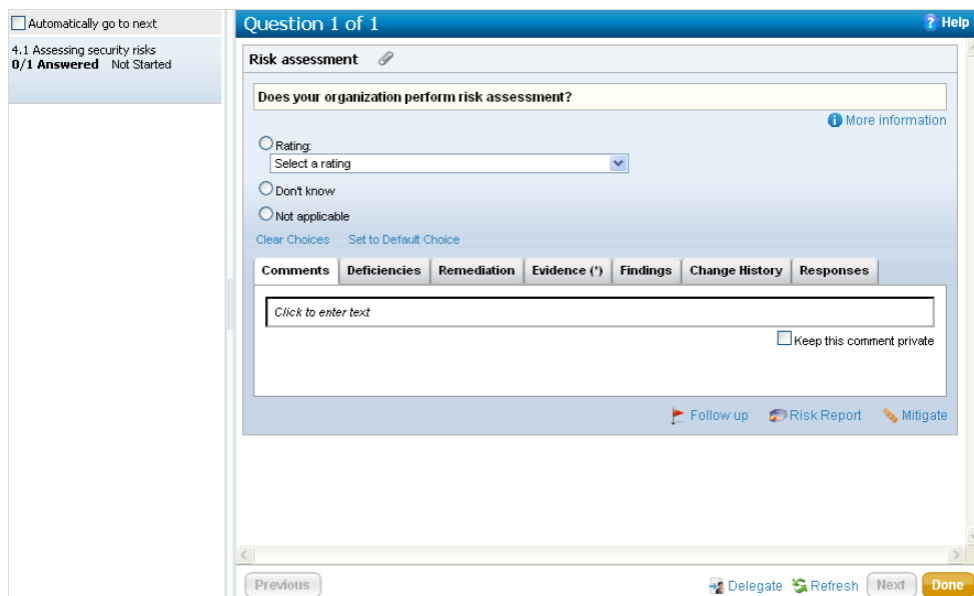 Automatically go to next
4.1 Assessing security risks
0/1 Answered Not Started
Question 1 of 1
? Help
Risk assessment
Does your organization perform risk assessment?
i More information
Rating:
Select a rating
Don't know
Not applicable
Clear Choices Set to Default Choice
Comments Deficiencies Remediation Evidence (*) Findings Change History Responses
Click to enter text
Keep this comment private
Follow up Risk Report Mitigate
Previous Delegate Refresh Next Done